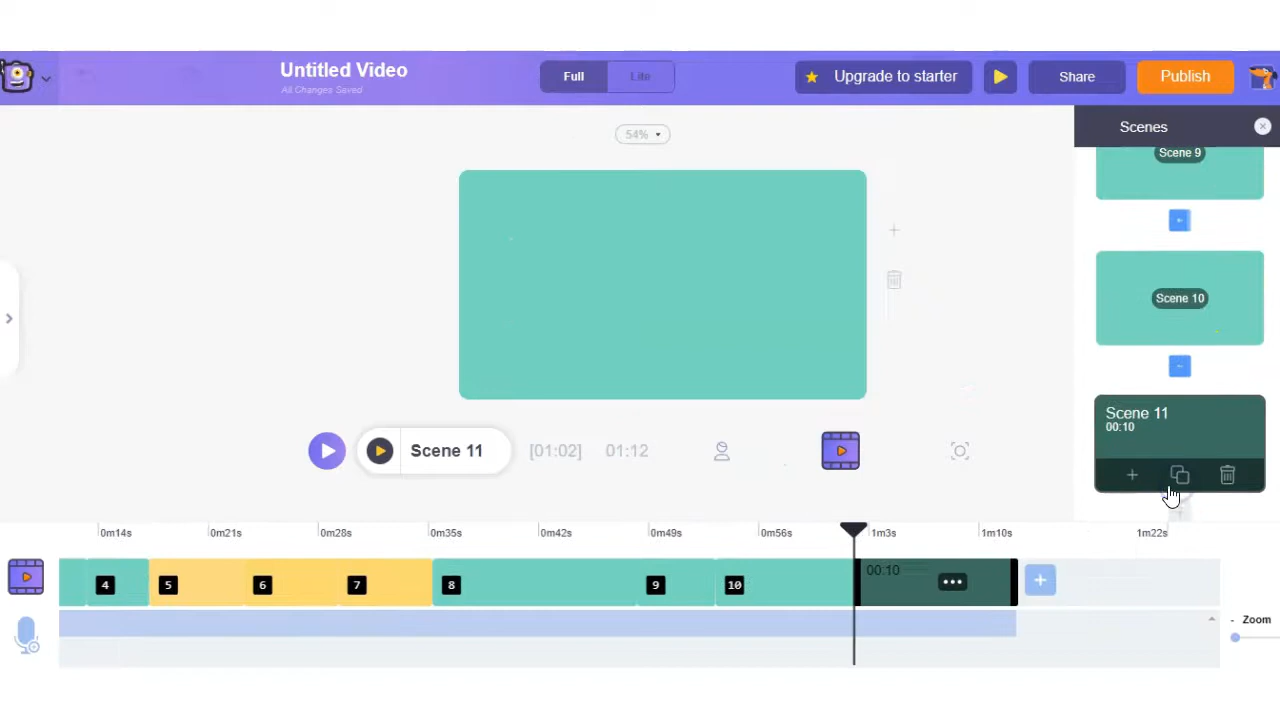 Untitled Video
All Changes Saved
Full
Lite
Upgrade to starter
Share
Publish
54%
Scenes
Scene 9
Scene 10
Scene 11
00:10
Scene 11
[01:02]
01:12
0m14s
0m21s
0m28s
0m35s
0m42s
0m49s
0m56s
1m3s
1m10s
1m22s
4
5
6
7
8
9
10
00:10
- Zoom